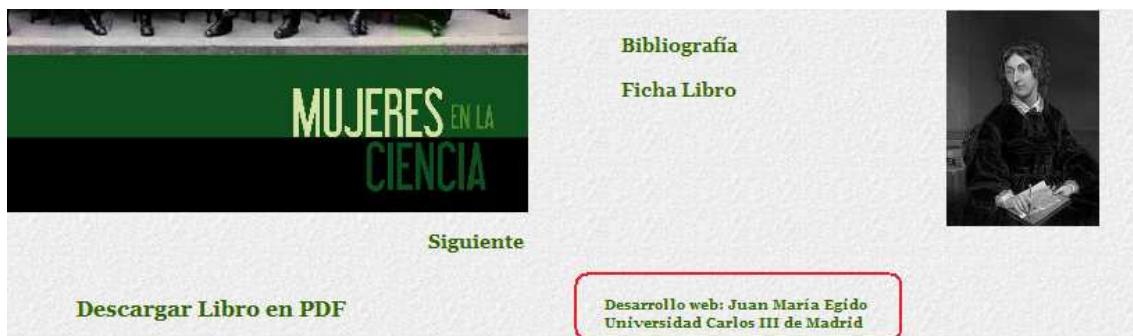 MUJERES EN LA
CIENCIA
Siguiente
Descargar Libro en PDF
Bibliografía
Ficha Libro
Desarrollo web: Juan María Egido
Universidad Carlos III de Madrid